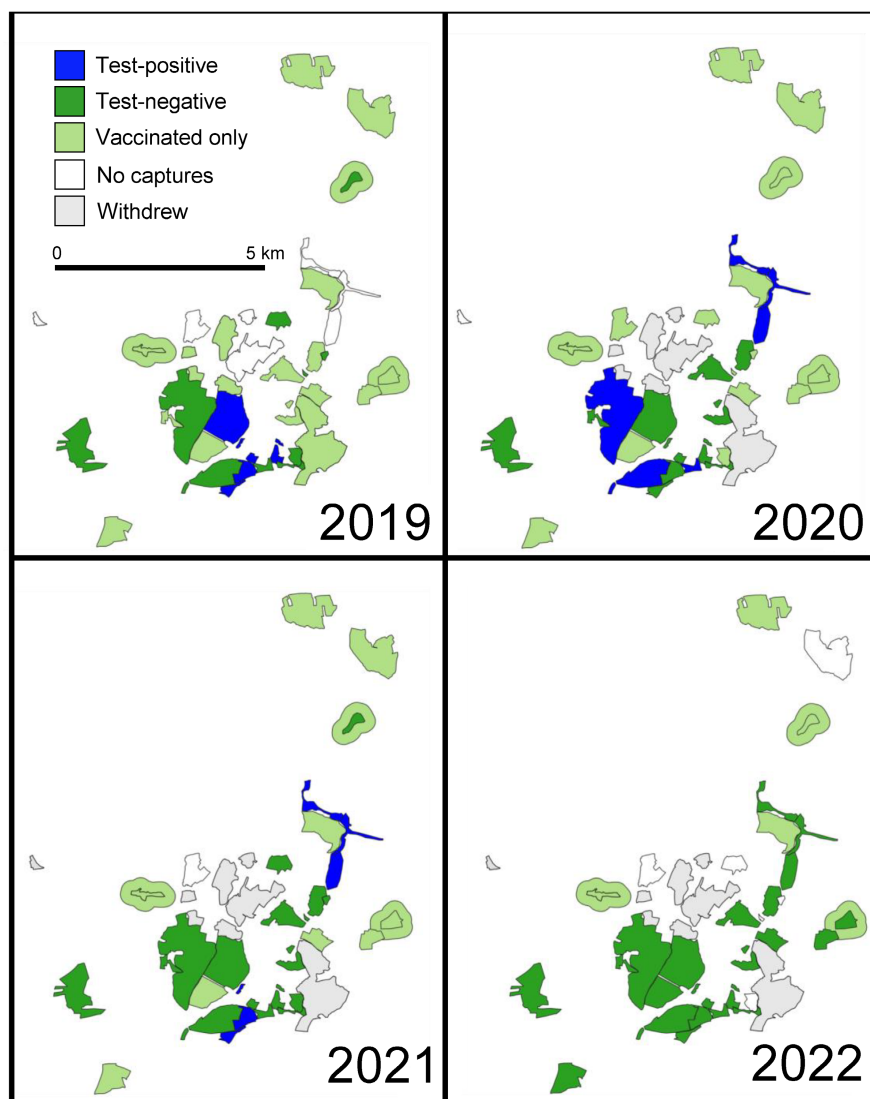 Test-positive
Test-negative
Vaccinated only
No captures
Withdrew
0 5 km
2019
2020
2021
2022